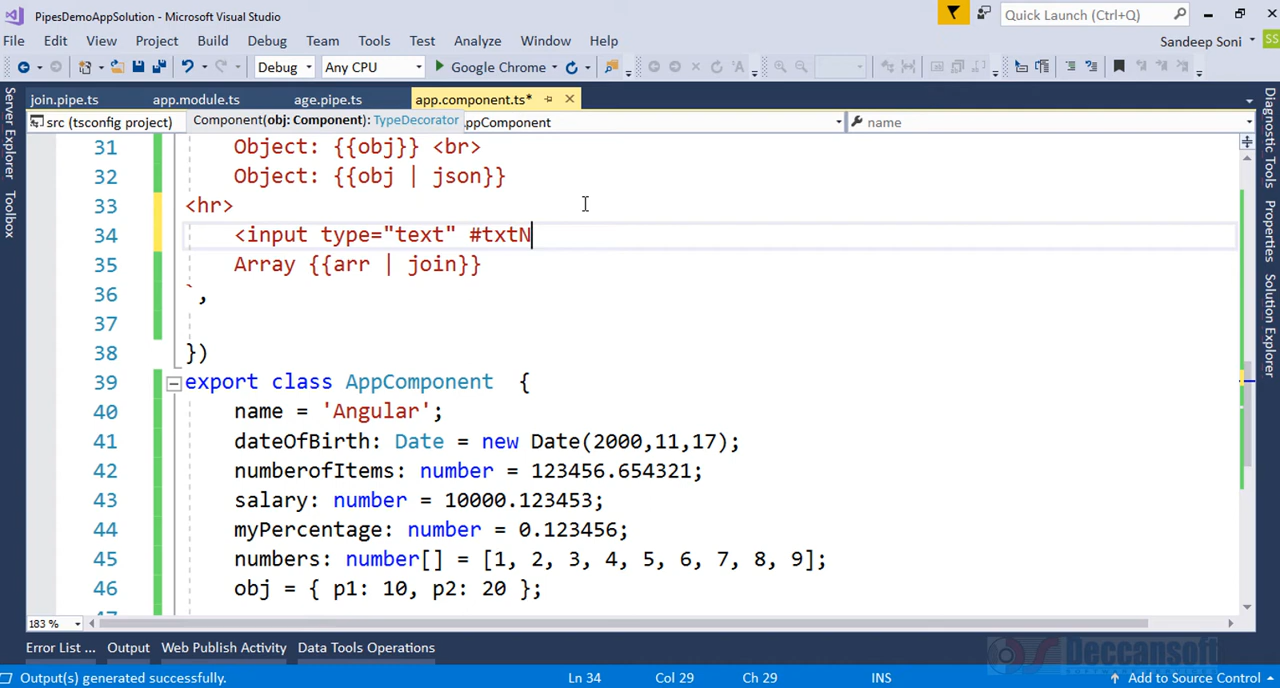 PipesDemoAppSolution - Microsoft Visual Studio
Quick Launch (Ctrl+Q)
File Edit View Project Build Debug Team Tools Test Analyze Window Help
Sandeep Soni
SS
Debug Any CPU Google Chrome
join.pipe.ts app.module.ts age.pipe.ts app.component.ts*
src (tsconfig project) Component(obj: Component): TypeDecorator ppComponent name
Server Explorer
Toolbox
Diagnostic Tools
Properties
Solution Explorer
31 Object: {{obj}} <br>
32 Object: {{obj | json}}
33 <hr>
34 <input type="text" #txtN
35 Array {{arr | join}}
36 `,
37
38 })
39 export class AppComponent {
40 name = 'Angular';
41 dateOfBirth: Date = new Date(2000,11,17);
42 numberofItems: number = 123456.654321;
43 salary: number = 10000.123453;
44 myPercentage: number = 0.123456;
45 numbers: number[] = [1, 2, 3, 4, 5, 6, 7, 8, 9];
46 obj = { p1: 10, p2: 20 };
183 %
Error List ... Output Web Publish Activity Data Tools Operations
Deccansoft
Output(s) generated successfully. Ln 34 Col 29 Ch 29 INS Add to Source Control